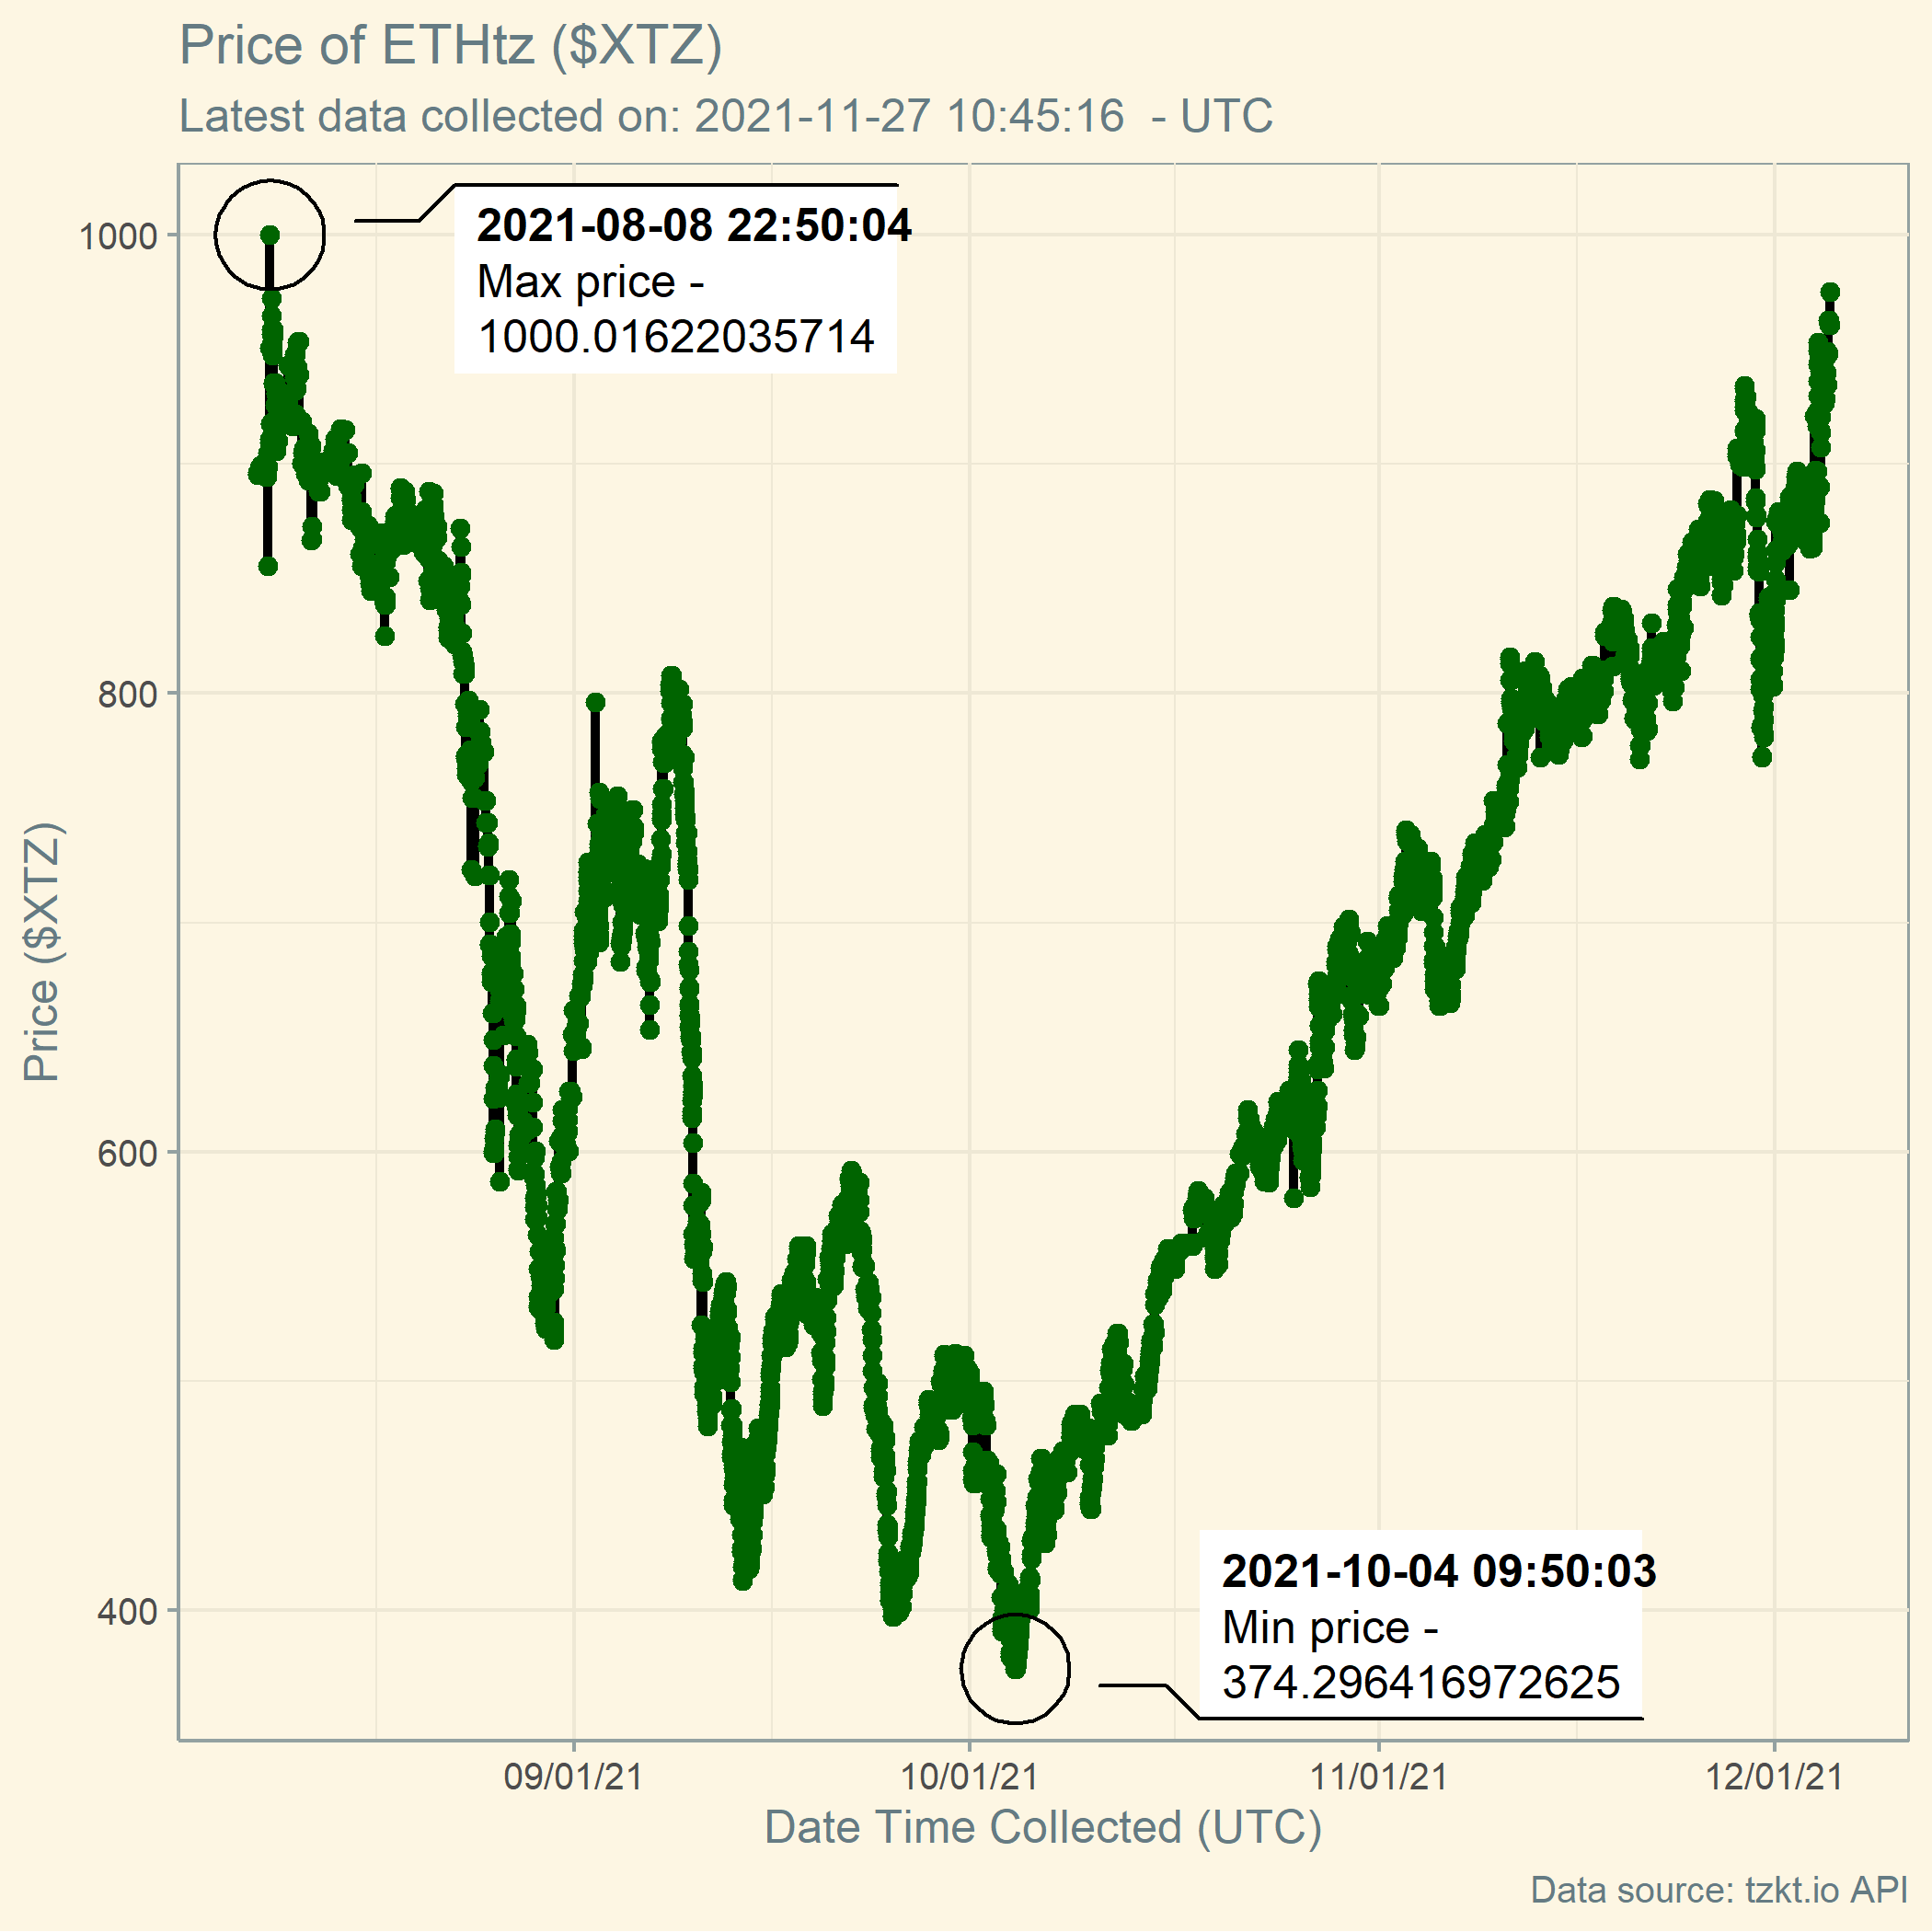 Price of ETHtz ($XTZ)
Latest data collected on: 2021-11-27 10:45:16  - UTC
2021-08-08 22:50:04
Max price -
1000.01622035714
1000
800
600
400
Price ($XTZ)
2021-10-04 09:50:03
Min price -
374.296416972625
09/01/21
10/01/21
11/01/21
12/01/21
Date Time Collected (UTC)
Data source: tzkt.io API